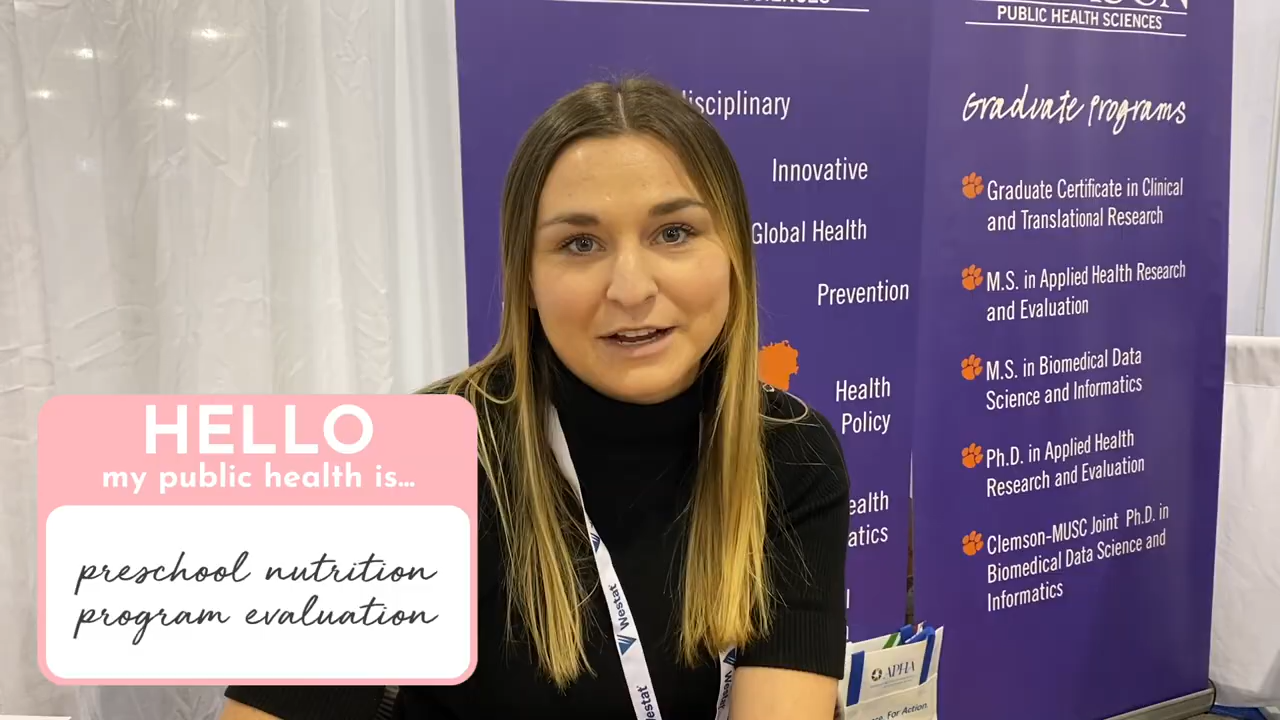 PUBLIC HEALTH SCIENCES
Graduate Programs
Graduate Certificate in Clinical
and Translational Research
M.S. in Applied Health Research
and Evaluation
M.S. in Biomedical Data
Science and Informatics
Ph.D. in Applied Health
Research and Evaluation
Clemson-MUSC Joint Ph.D. in
Biomedical Data Science and
Informatics
Innovative
Global Health
Prevention
Health
Policy
HELLO
my public health is...
preschool nutrition
program evaluation
Westat
APHA
For Action.